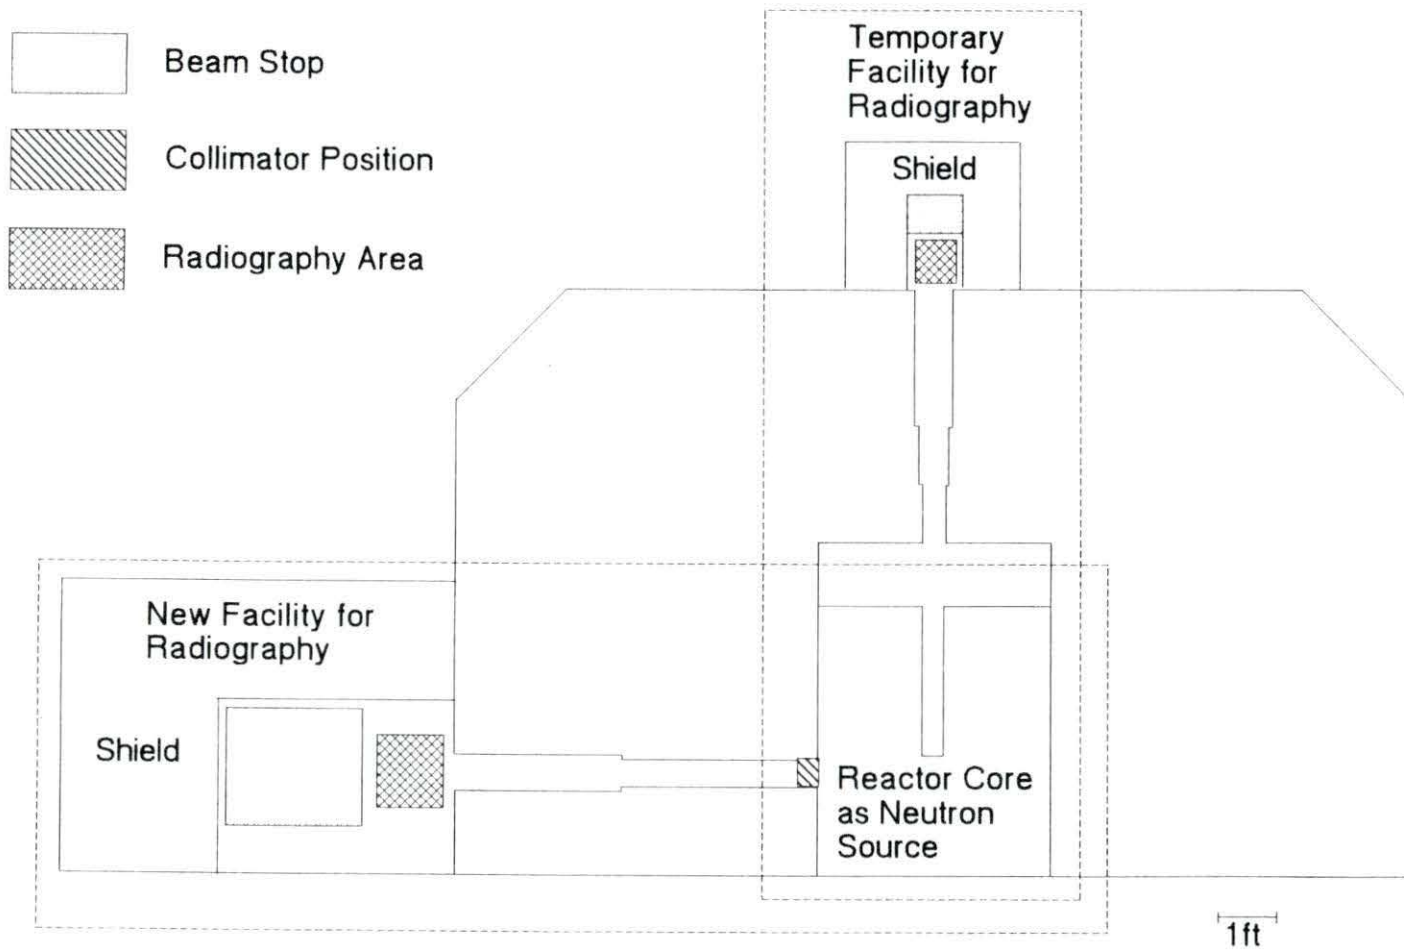 Beam Stop
Collimator Position
Radiography Area
Temporary
Facility for
Radiography
Shield
New Facility for
Radiography
Shield
Reactor Core
as Neutron
Source
1ft